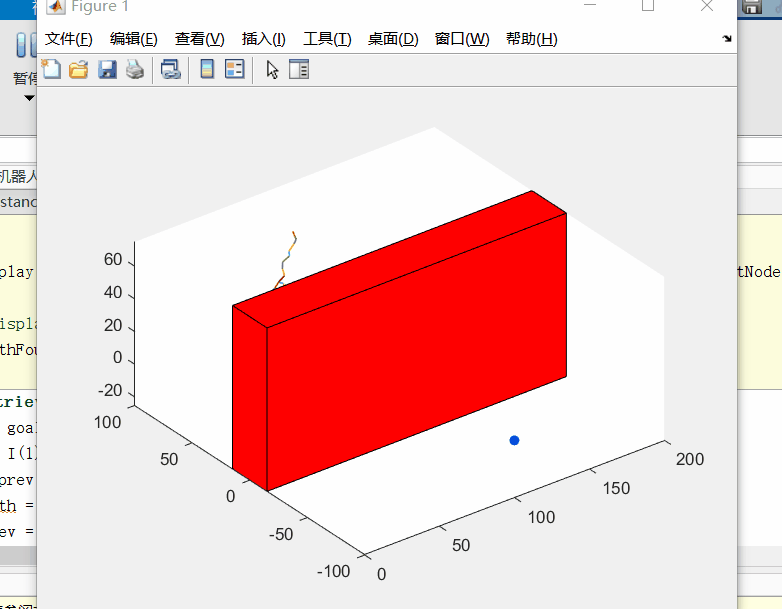 Figure 1
文件(F) 编辑(E) 查看(V) 插入(I) 工具(T) 桌面(D) 窗口(W) 帮助(H)
暂停
机器人
stanc
play
tNode
ispla
thFou
60
40
20
0
-20
100
50
0
-50
-100
0
50
100
150
200
triev
goal
I(1)
prev
th =
ev =